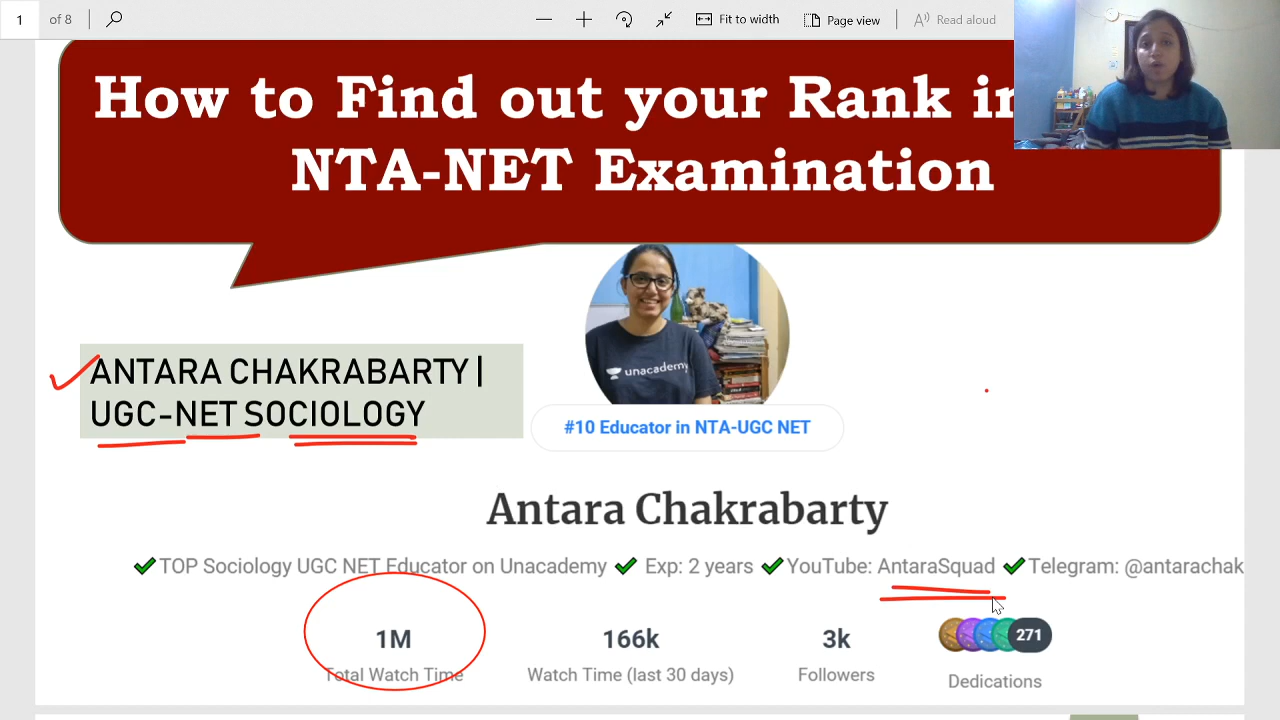 1 of 8 Fit to width Page view Read aloud
How to Find out your Rank in
NTA-NET Examination
unacademy
ANTARA CHAKRABARTY |
UGC-NET SOCIOLOGY
#10 Educator in NTA-UGC NET
Antara Chakrabarty
TOP Sociology UGC NET Educator on Unacademy Exp: 2 years YouTube: AntaraSquad Telegram: @antarachak
1M 166k 3k 271
Total Watch Time Watch Time (last 30 days) Followers Dedications